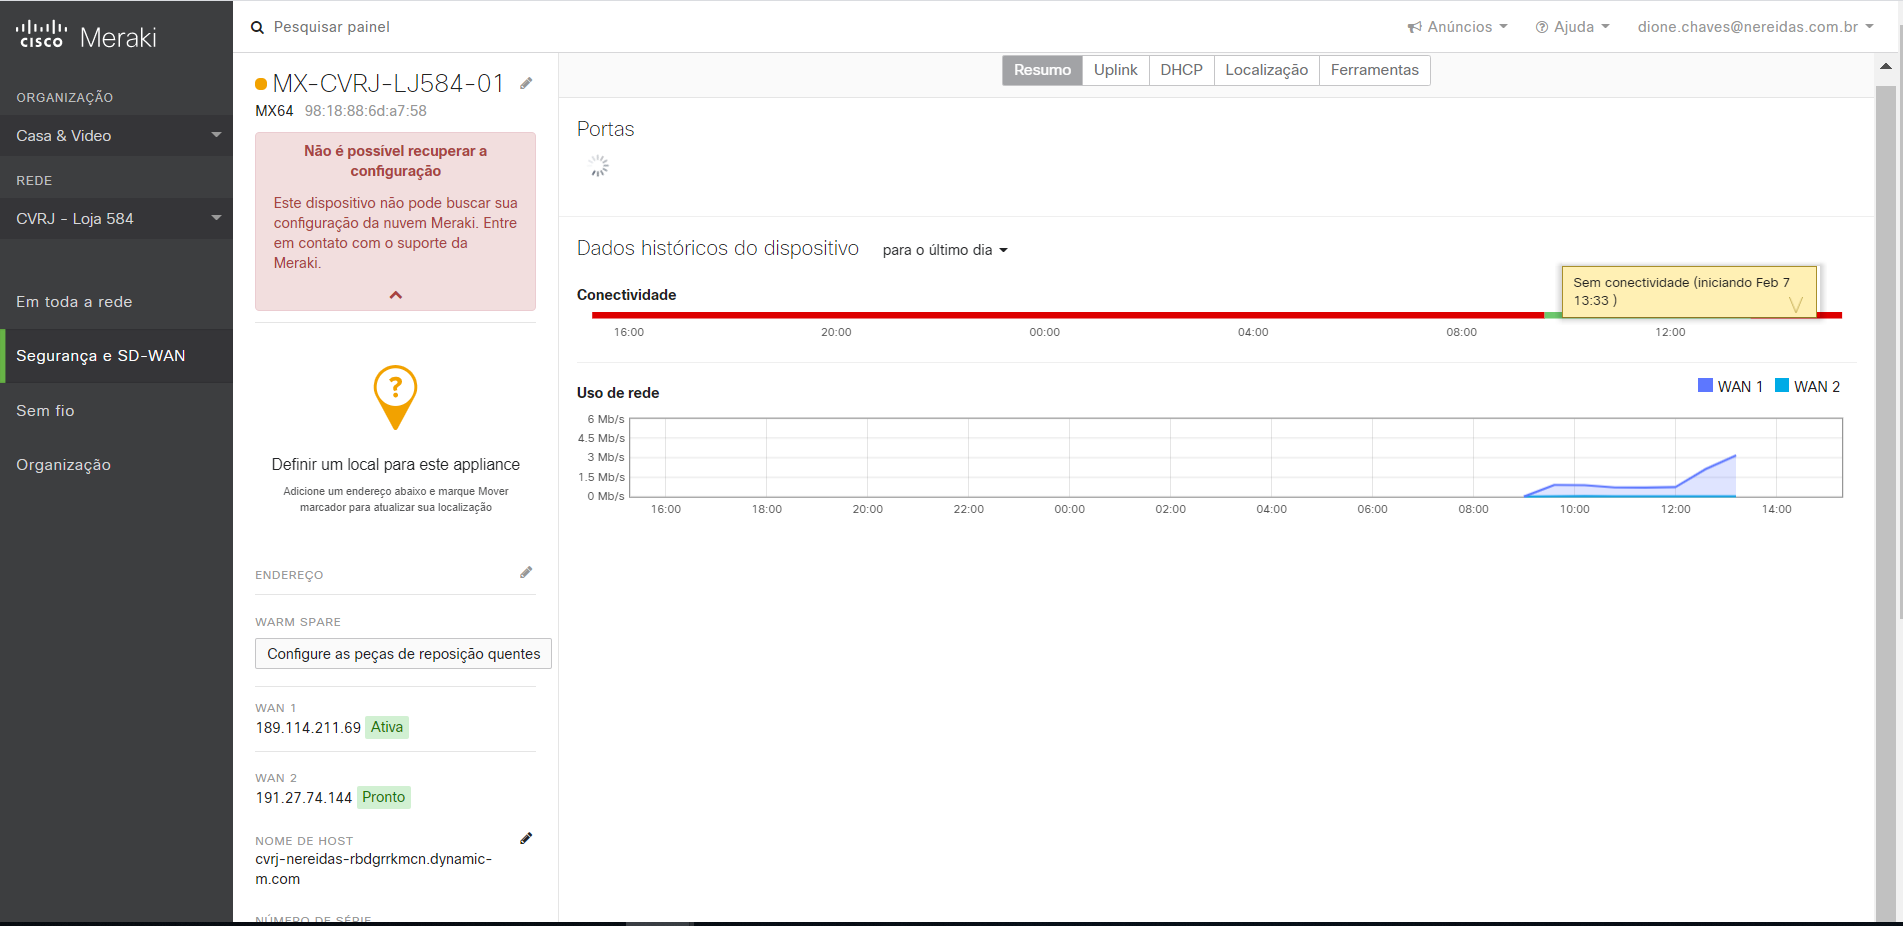 CISCO Meraki
Pesquisar painel
Anúncios
Ajuda
dione.chaves@nereidas.com.br
ORGANIZAÇÃO
Casa & Video
REDE
CVRJ - Loja 584
Em toda a rede
Segurança e SD-WAN
Sem fio
Organização
MX-CVRJ-LJ584-01
MX64 98:18:88:6d:a7:58
Não é possível recuperar a
configuração
Este dispositivo não pode buscar sua
configuração da nuvem Meraki. Entre
em contato com o suporte da
Meraki.
?
Definir um local para este appliance
Adicione um endereço abaixo e marque Mover
marcador para atualizar sua localização
ENDEREÇO
WARM SPARE
Configure as peças de reposição quentes
WAN 1
189.114.211.69 Ativa
WAN 2
191.27.74.144 Pronto
NOME DE HOST
cvrj-nereidas-rbdgrrkmcn.dynamic-
m.com
NÚMERO DE SÉRIE
Resumo Uplink DHCP Localização Ferramentas
Portas
Dados históricos do dispositivo para o último dia
Sem conectividade (iniciando Feb 7
13:33 )
Conectividade
16:00 20:00 00:00 04:00 08:00 12:00
Uso de rede
WAN 1 WAN 2
6 Mb/s
4.5 Mb/s
3 Mb/s
1.5 Mb/s
0 Mb/s
16:00 18:00 20:00 22:00 00:00 02:00 04:00 06:00 08:00 10:00 12:00 14:00